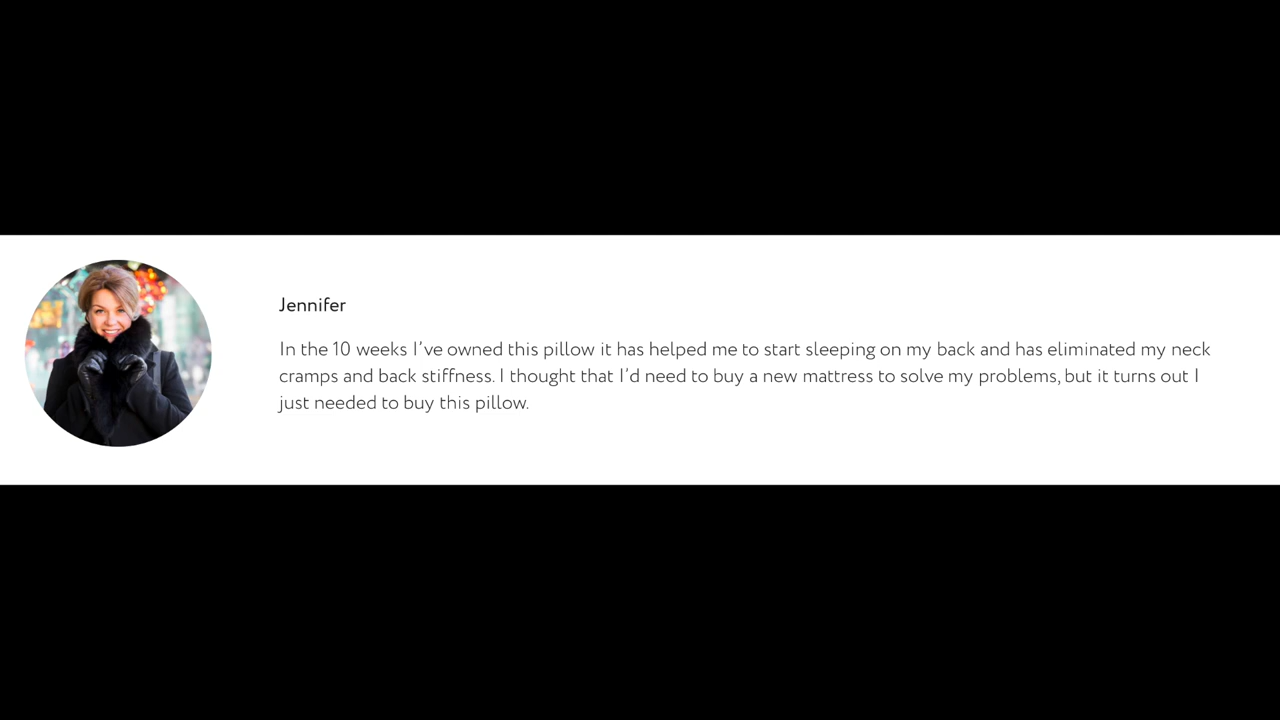 Jennifer
In the 10 weeks I've owned this pillow it has helped me to start sleeping on my back and has eliminated my neck
cramps and back stiffness. I thought that I'd need to buy a new mattress to solve my problems, but it turns out I
just needed to buy this pillow.